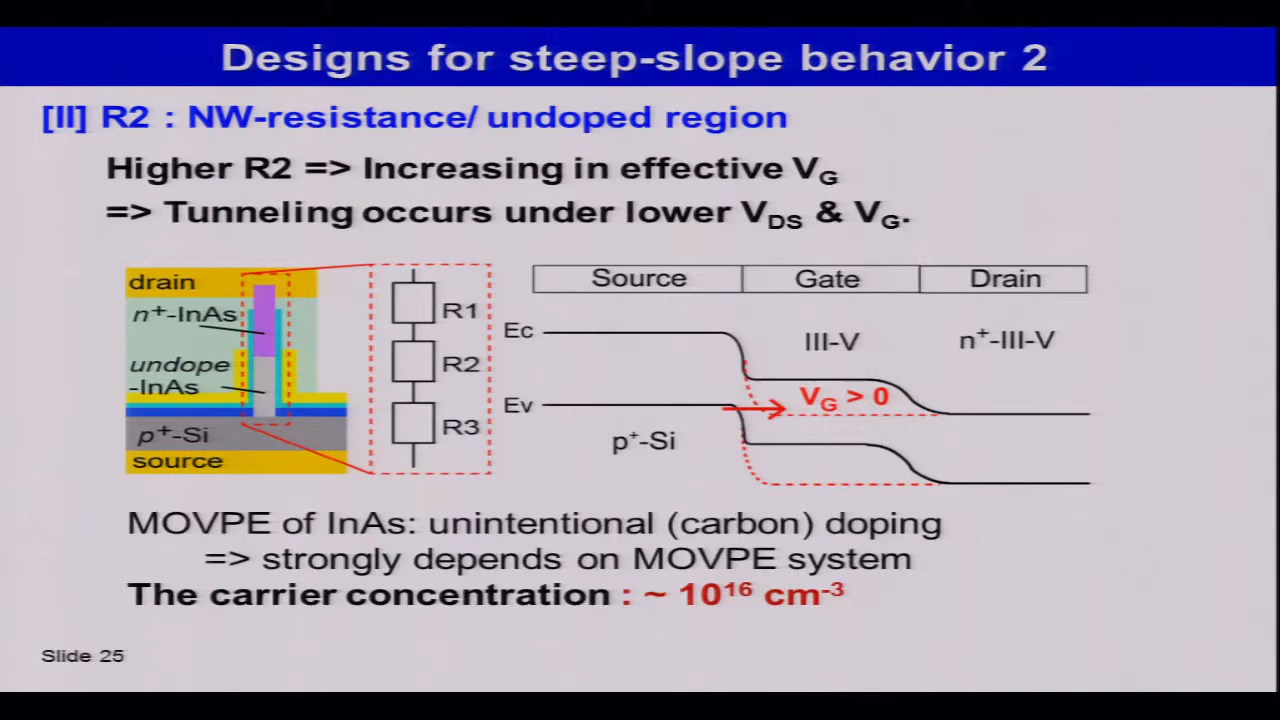 Designs for steep-slope behavior 2
[II] R2 : NW-resistance/ undoped region
Higher R2 => Increasing in effective VG
=> Tunneling occurs under lower VDS & VG.
drain
n+-InAs
undope
-InAs
p+-Si
source
R1
R2
R3
Source Gate Drain
Ec
III-V
n+-III-V
VG > 0
Ev
p+-Si
MOVPE of InAs: unintentional (carbon) doping
=> strongly depends on MOVPE system
The carrier concentration : ~ 10¹⁶ cm⁻³
Slide 25